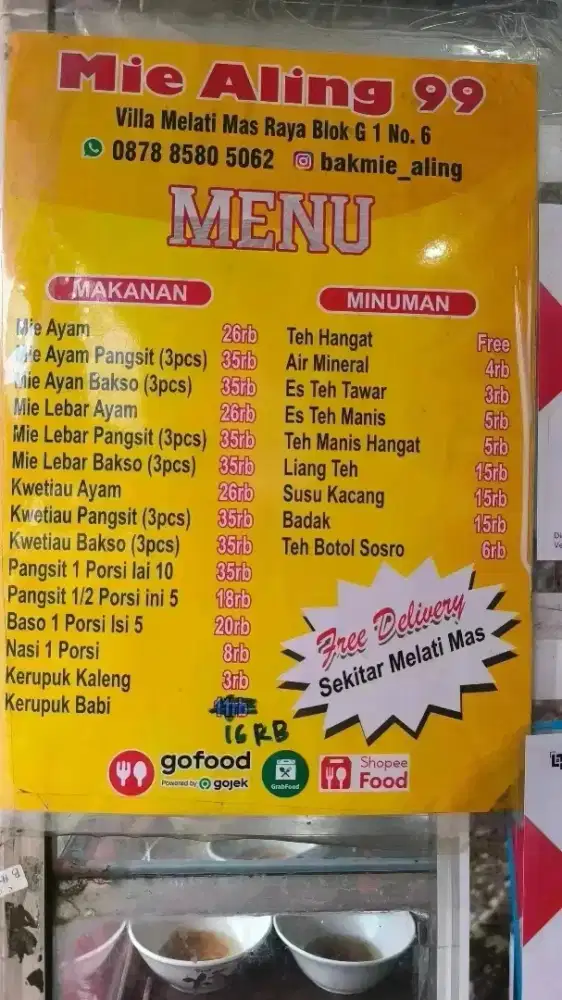 Mie Aling 99
Villa Melati Mas Raya Blok G 1 No. 6
0878 8580 5062 bakmie_aling
MENU
MAKANAN
Mie Ayam 26rb
Mie Ayam Pangsit (3pcs) 35rb
Mie Ayan Bakso (3pcs) 35rb
Mie Lebar Ayam 26rb
Mie Lebar Pangsit (3pcs) 35rb
Mie Lebar Bakso (3pcs) 35rb
Kwetiau Ayam 26rb
Kwetiau Pangsit (3pcs) 35rb
Kwetiau Bakso (3pcs) 35rb
Pangsit 1 Porsi Iai 10 35rb
Pangsit 1/2 Porsi ini 5 18rb
Baso 1 Porsi Isi 5 20rb
Nasi 1 Porsi 8rb
Kerupuk Kaleng 3rb
Kerupuk Babi
16 RB
MINUMAN
Teh Hangat Free
Air Mineral 4rb
Es Teh Tawar 3rb
Es Teh Manis 5rb
Teh Manis Hangat 5rb
Liang Teh 15rb
Susu Kacang 15rb
Badak 15rb
Teh Botol Sosro 6rb
Free Delivery
Sekitar Melati Mas
gofood
Powered by gojek
GrabFood
Shopee
Food